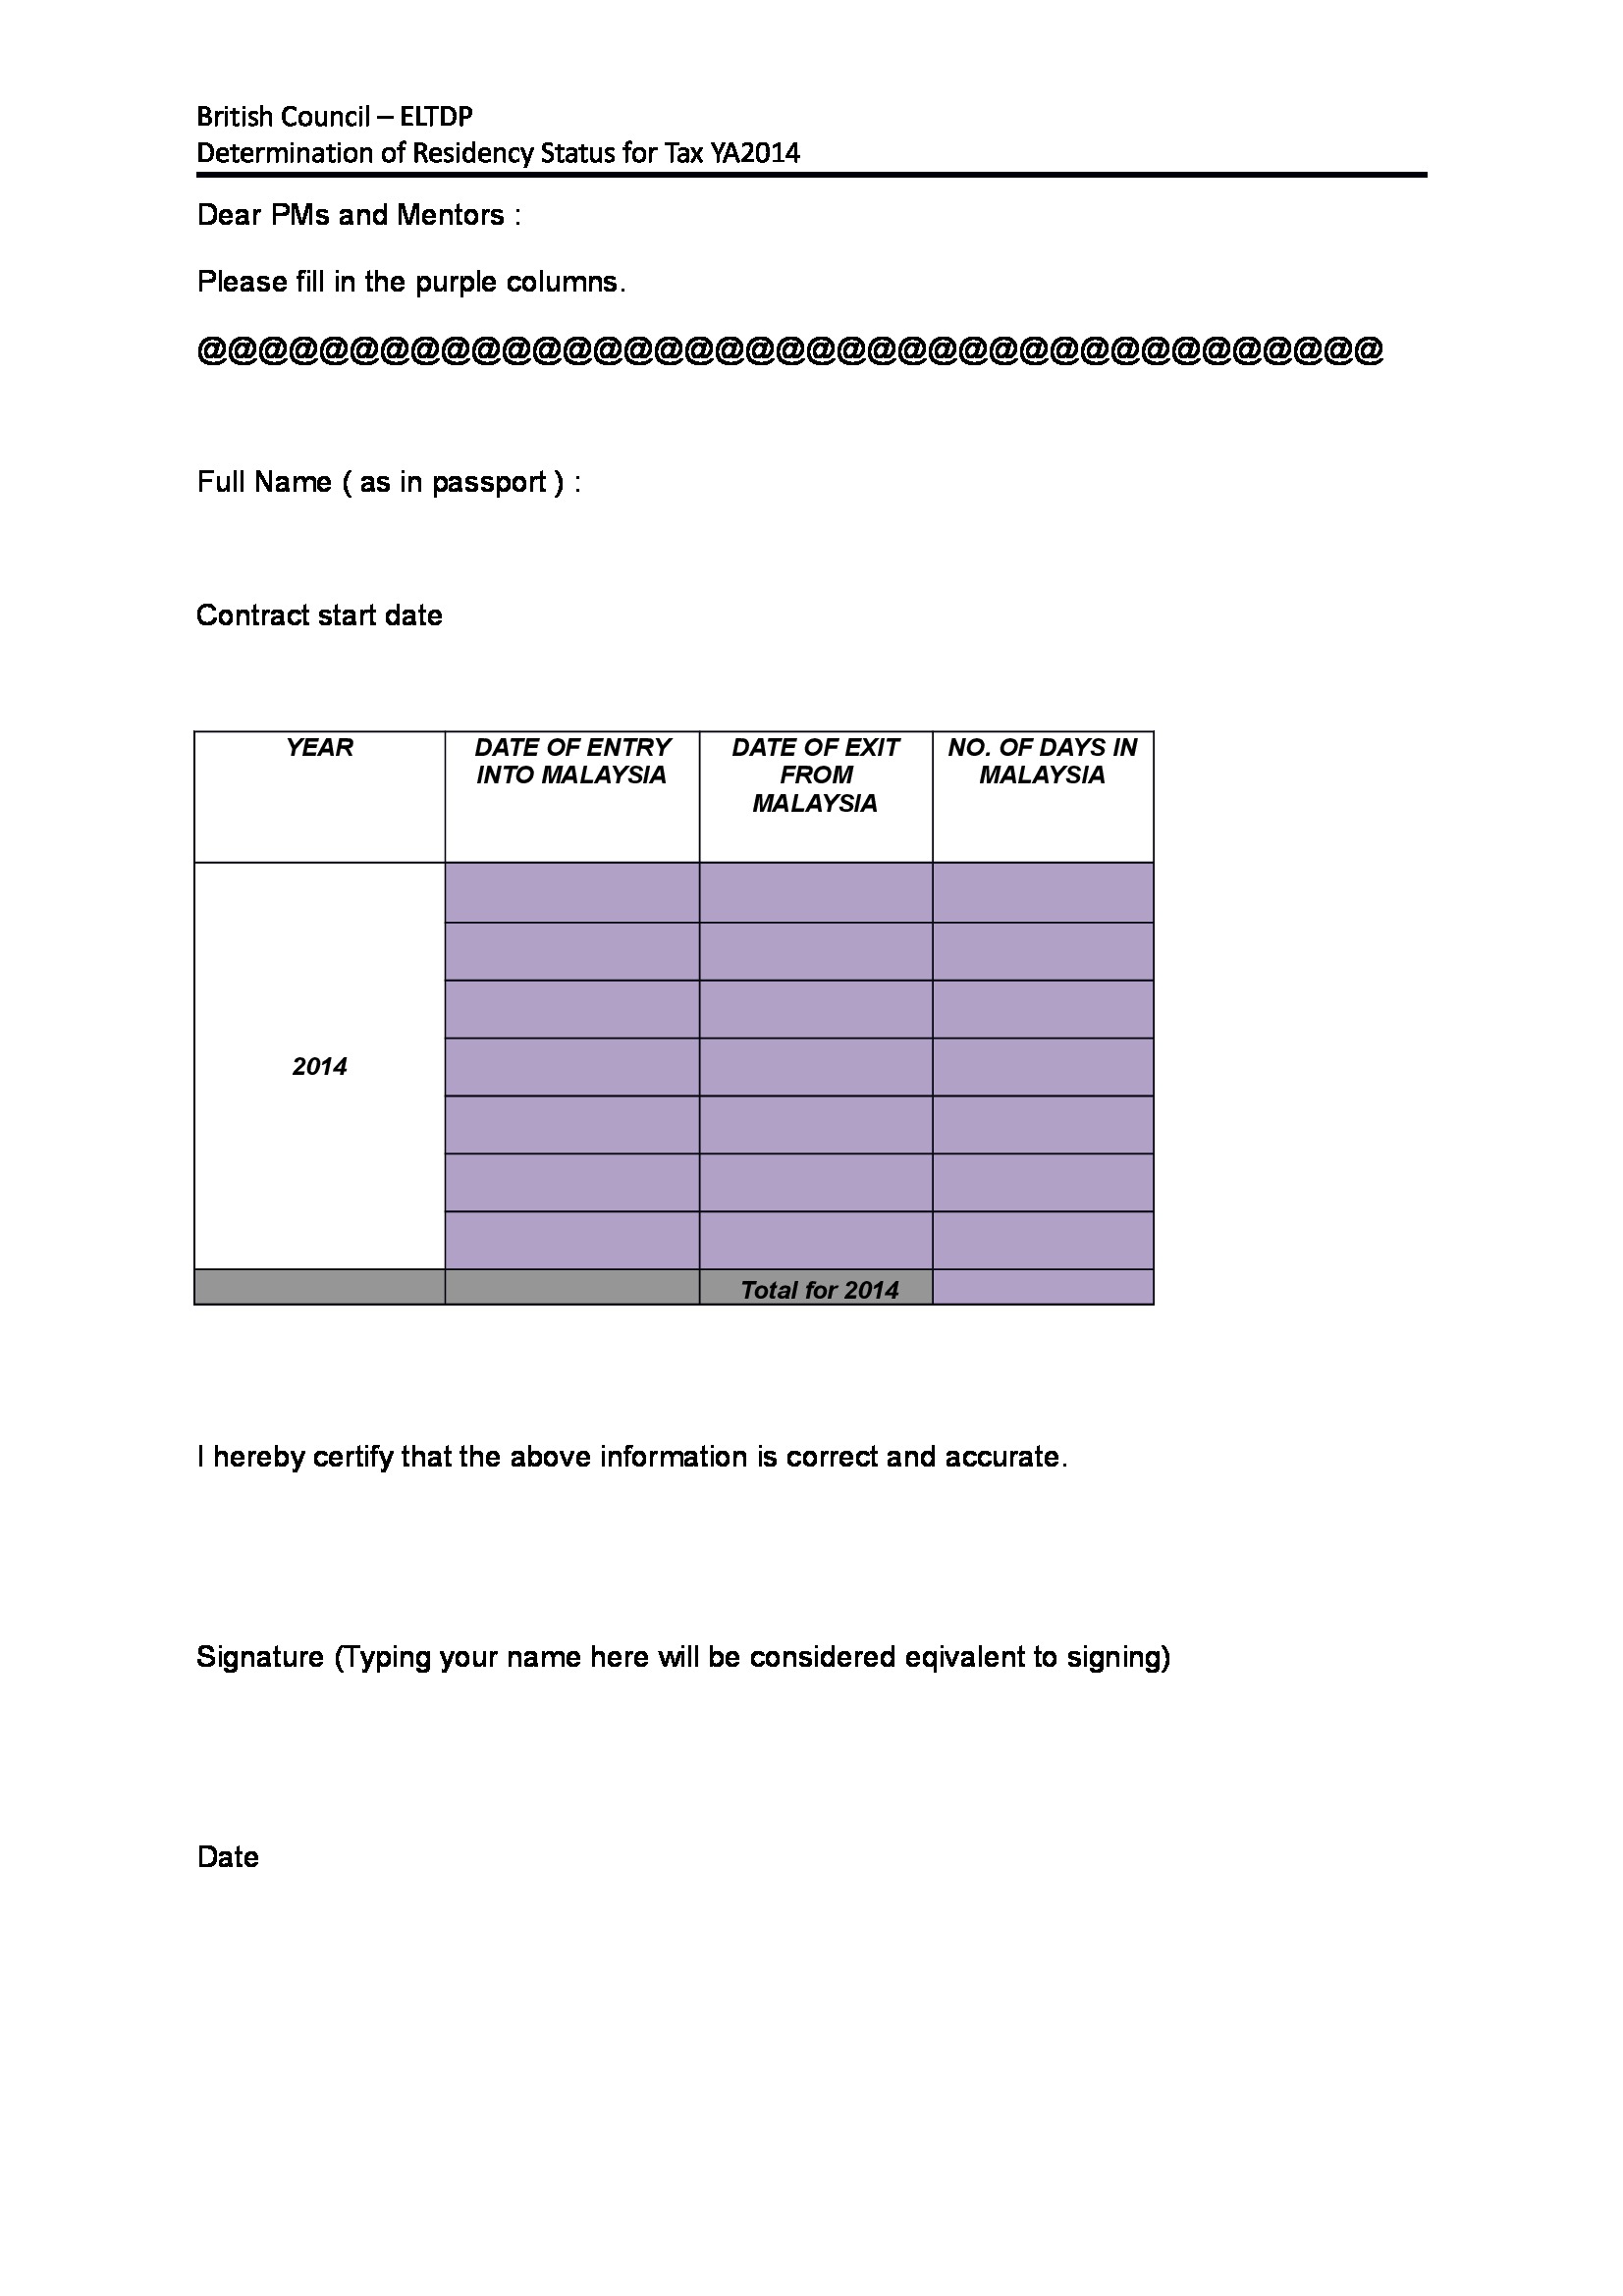 British Council – ELTDP
Determination of Residency Status for Tax YA2014
Dear PMs and Mentors :
Please fill in the purple columns.
@@@@@@@@@@@@@@@@@@@@@@@@@@@@@@@@@@@@@@@
Full Name ( as in passport ) :
Contract start date
YEAR
DATE OF ENTRY
INTO MALAYSIA
DATE OF EXIT
FROM
MALAYSIA
NO. OF DAYS IN
MALAYSIA
2014
Total for 2014
I hereby certify that the above information is correct and accurate.
Signature (Typing your name here will be considered eqivalent to signing)
Date